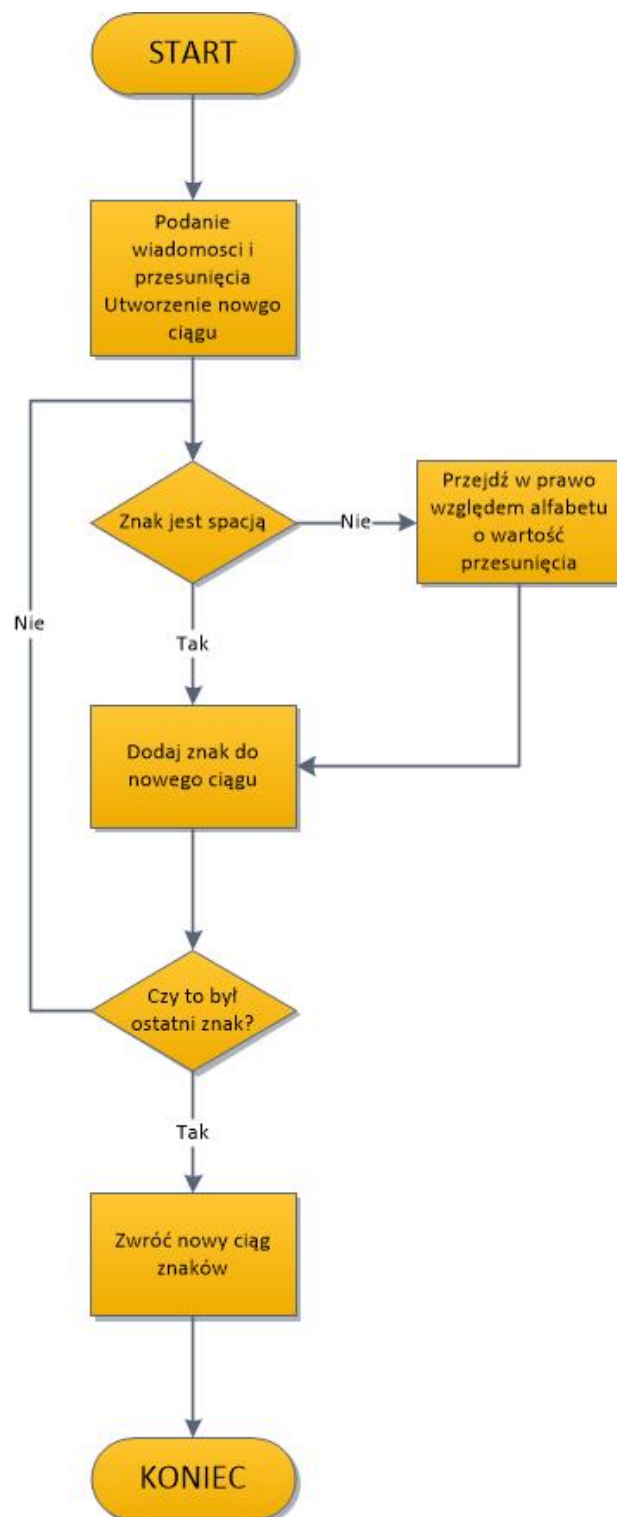 START
Podanie
wiadomosci i
przesunięcia
Utworzenie nowgo
ciągu
Znak jest spacją
Nie
Przejdź w prawo
względem alfabetu
o wartość
przesunięcia
Nie
Tak
Dodaj znak do
nowego ciągu
Czy to był
ostatni znak?
Tak
Zwróć nowy ciąg
znaków
KONIEC